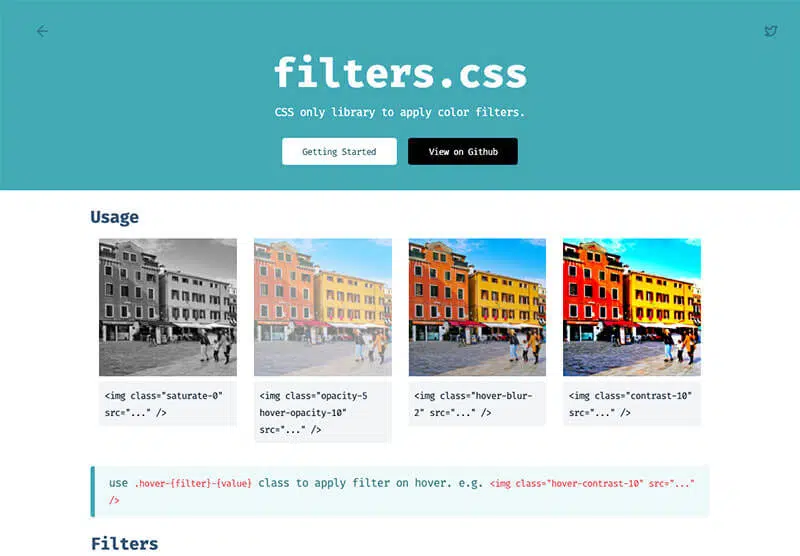 filters.css
CSS only library to apply color filters.
Getting Started
View on Github
Usage
<img class="saturate-0"
src="..." />
<img class="opacity-5
hover-opacity-10"
src="..." />
<img class="hover-blur-
2" src="..." />
<img class="contrast-10"
src="..." />
use .hover-{filter}-{value} class to apply filter on hover. e.g. <img class="hover-contrast-10" src="..."
/>
Filters